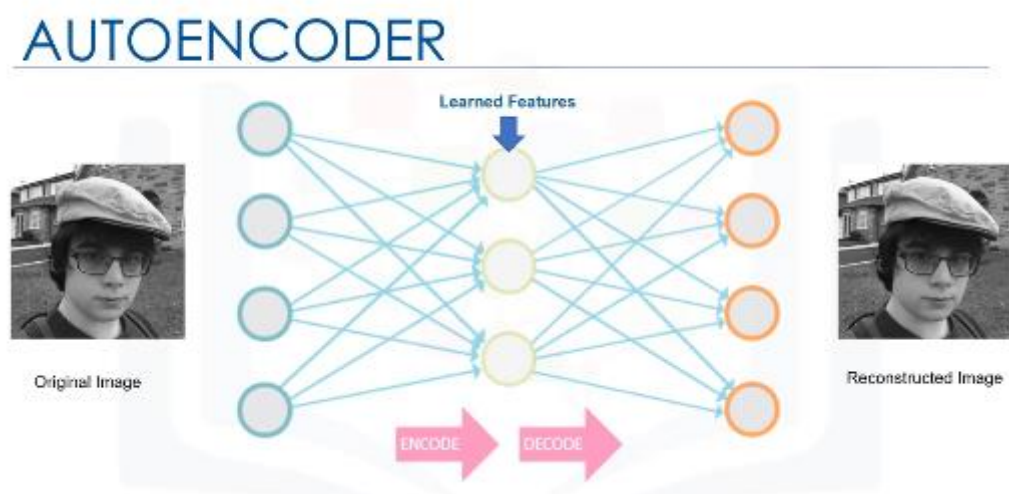 AUTOENCODER
Learned Features
Original Image
Reconstructed Image
ENCODE
DECODE